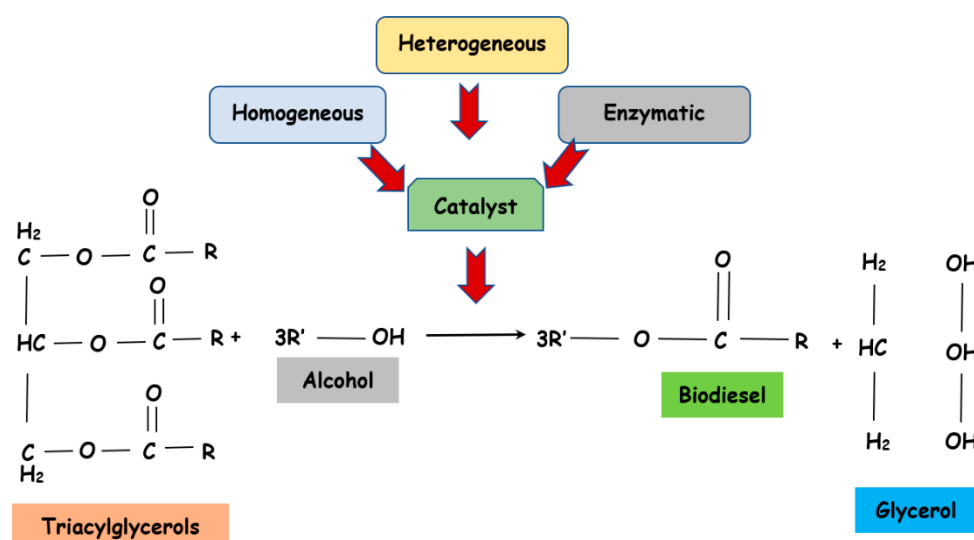 Heterogeneous
Homogeneous
Enzymatic
Catalyst
O
H₂
C — O — C — R
O
HC — O — C — R +
O
C — O — C — R
H₂
Triacylglycerols
3R' — OH
Alcohol
O
3R' — O — C — R +
Biodiesel
H₂ OH
HC OH
H₂ OH
Glycerol